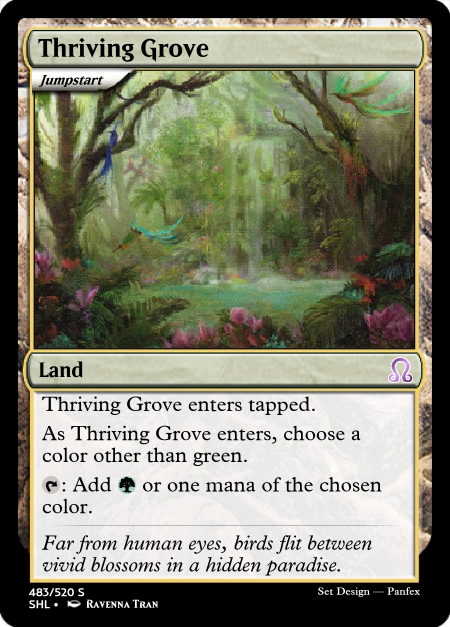 Thriving Grove
Jumpstart
Land
Thriving Grove enters tapped.
As Thriving Grove enters, choose a
color other than green.
: Add or one mana of the chosen
color.
Far from human eyes, birds flit between
vivid blossoms in a hidden paradise.
483/520 S
SHL • Ravenna Tran
Set Design — Panfex